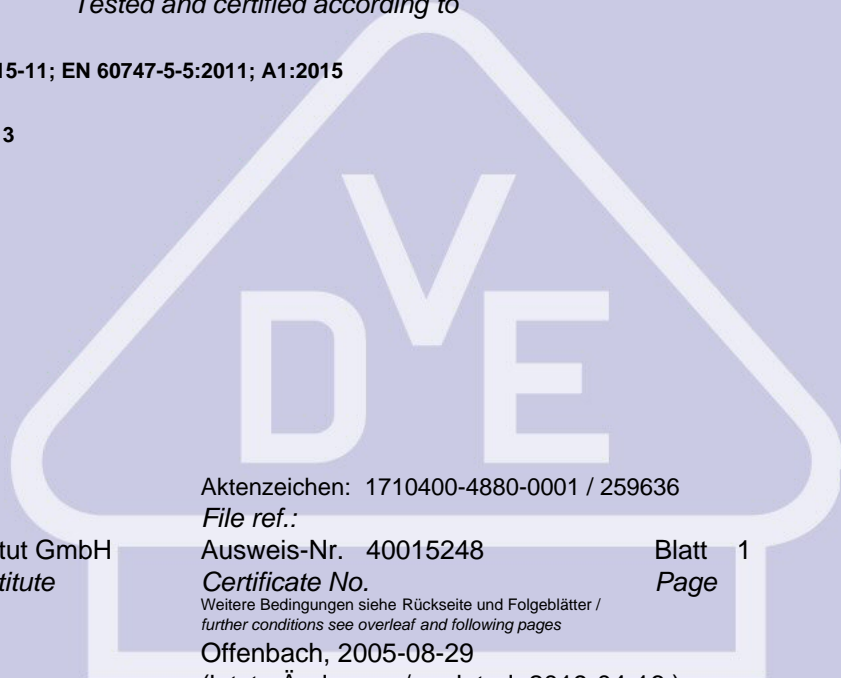 Tested and certified according to
15-11; EN 60747-5-5:2011; A1:2015
3
D V E
Aktenzeichen: 1710400-4880-0001 / 259636
File ref.:
tut GmbH Ausweis-Nr. 40015248 Blatt 1
titute Certificate No. Page
Weitere Bedingungen siehe Rückseite und Folgeblätter /
further conditions see overleaf and following pages
Offenbach, 2005-08-29